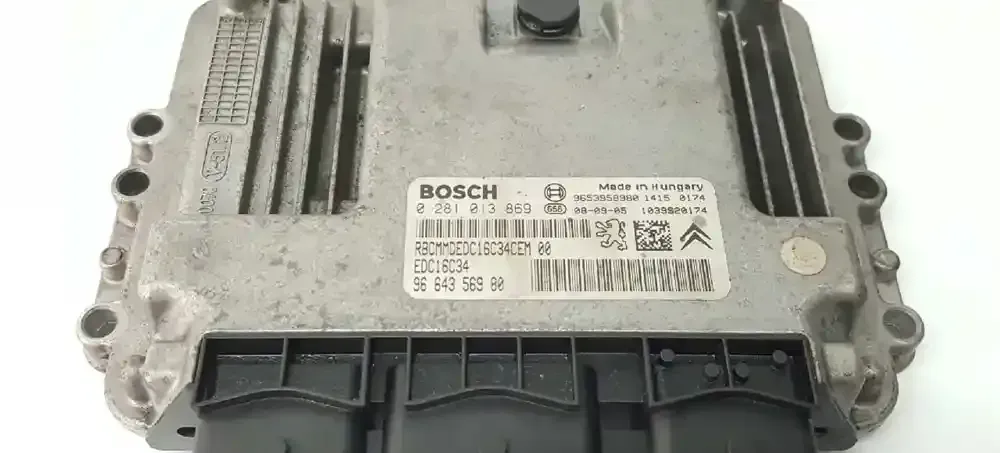 BOSCH
Made in Hungary
9653958980 1415 0174
0 281 013 869
08-09-05 1039S20174
RBCMMDEDC16C34CEM 00
EDC16C34
96 643 569 80